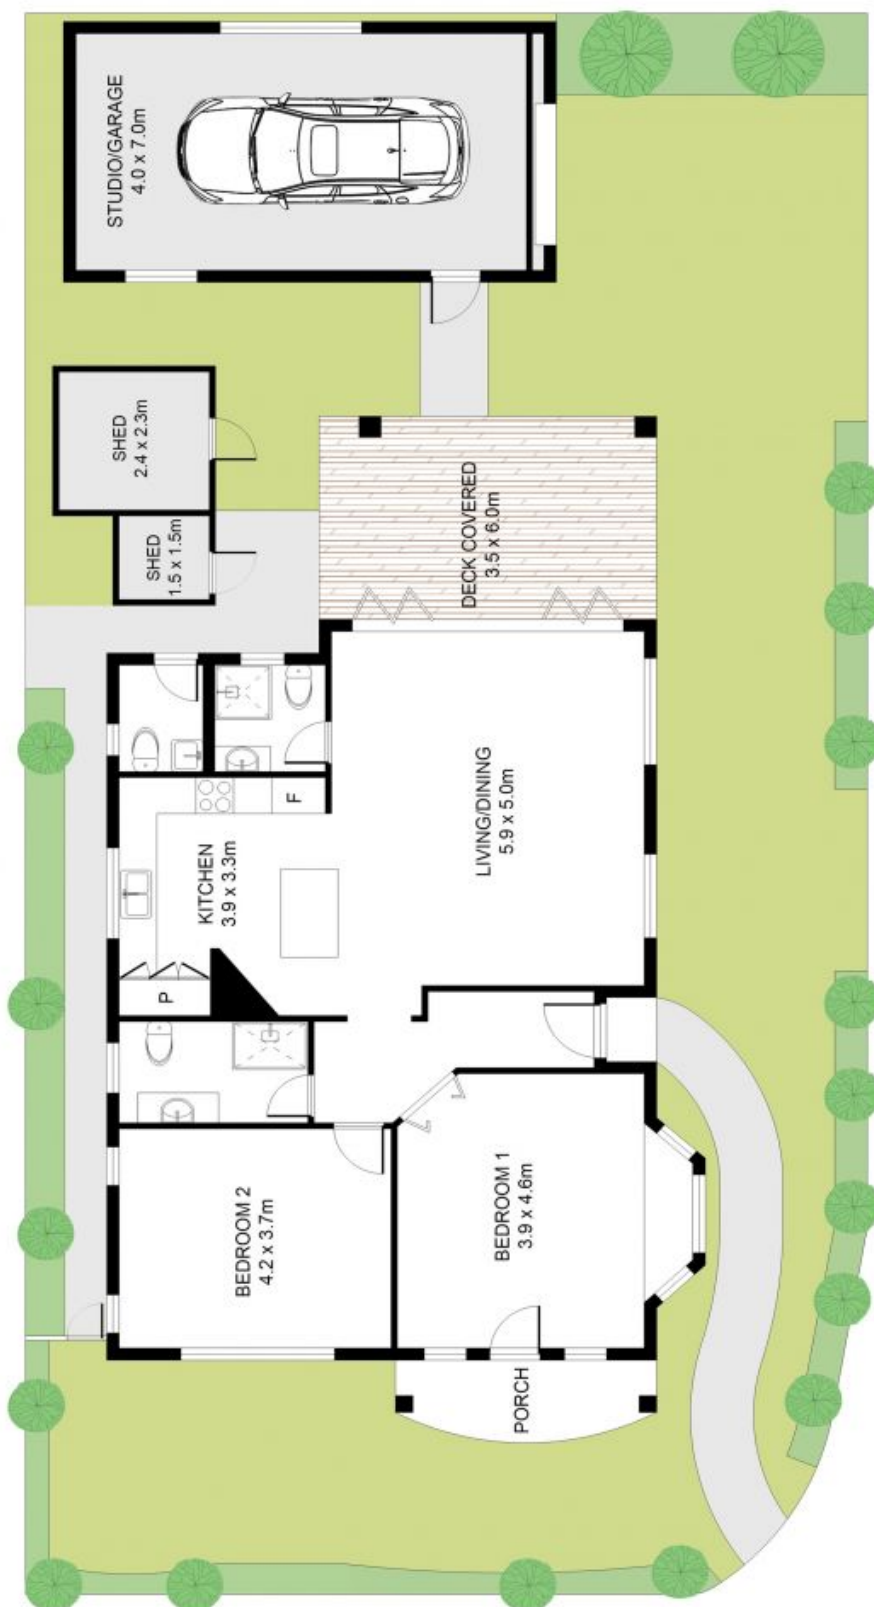 STUDIO/GARAGE
4.0 x 7.0m
SHED
2.4 x 2.3m
SHED
1.5 x 1.5m
DECK COVERED
3.5 x 6.0m
LIVING/DINING
5.9 x 5.0m
F
KITCHEN
3.9 x 3.3m
P
BEDROOM 1
3.9 x 4.6m
BEDROOM 2
4.2 x 3.7m
PORCH